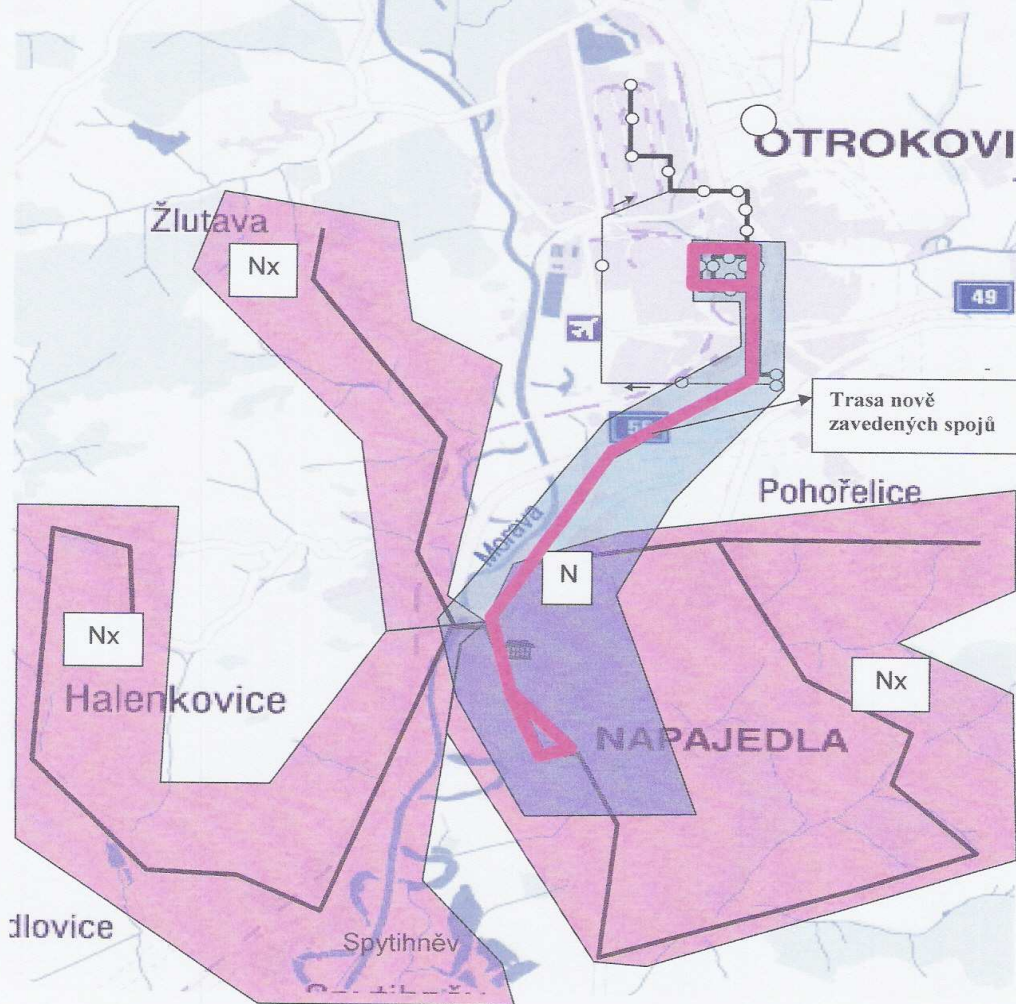 OTROKOVI
Žlutava
Nx
49
Trasa nově
zavedených spojů
Pohořelice
Morava
N
Nx
Halenkovice
Nx
NAPAJEDLA
dlovice
Spytihněv